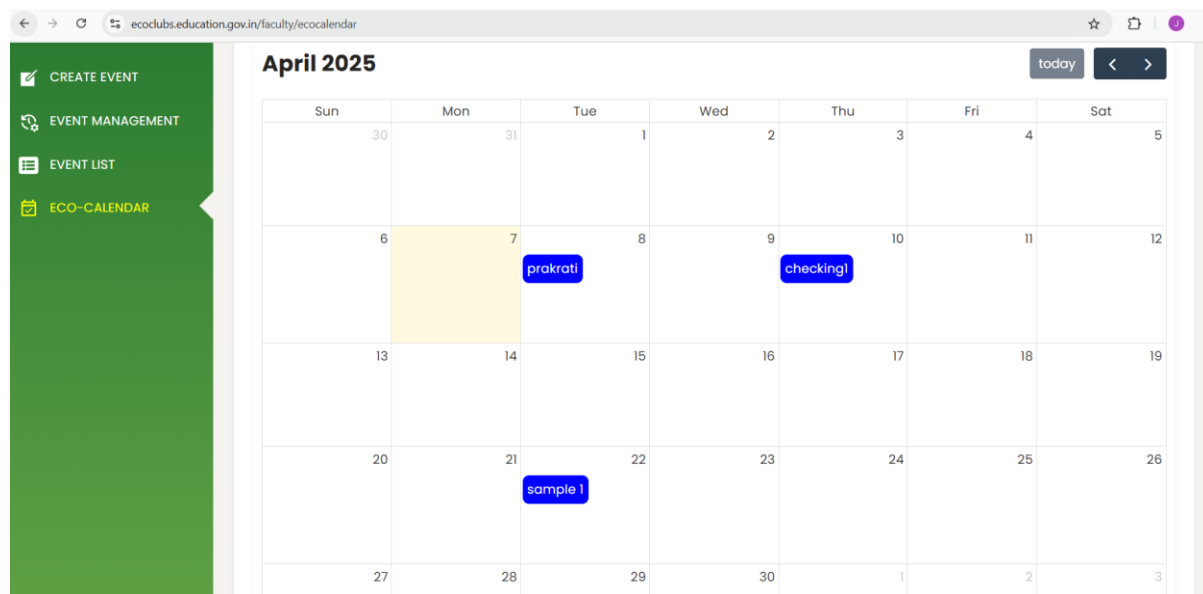 ecoclubs.education.gov.in/faculty/ecocalendar
J
CREATE EVENT
EVENT MANAGEMENT
EVENT LIST
ECO-CALENDAR
April 2025
today
Sun Mon Tue Wed Thu Fri Sat
30 31 1 2 3 4 5
6 7 8 9 10 11 12
prakrati checking1
13 14 15 16 17 18 19
20 21 22 23 24 25 26
sample 1
27 28 29 30 1 2 3